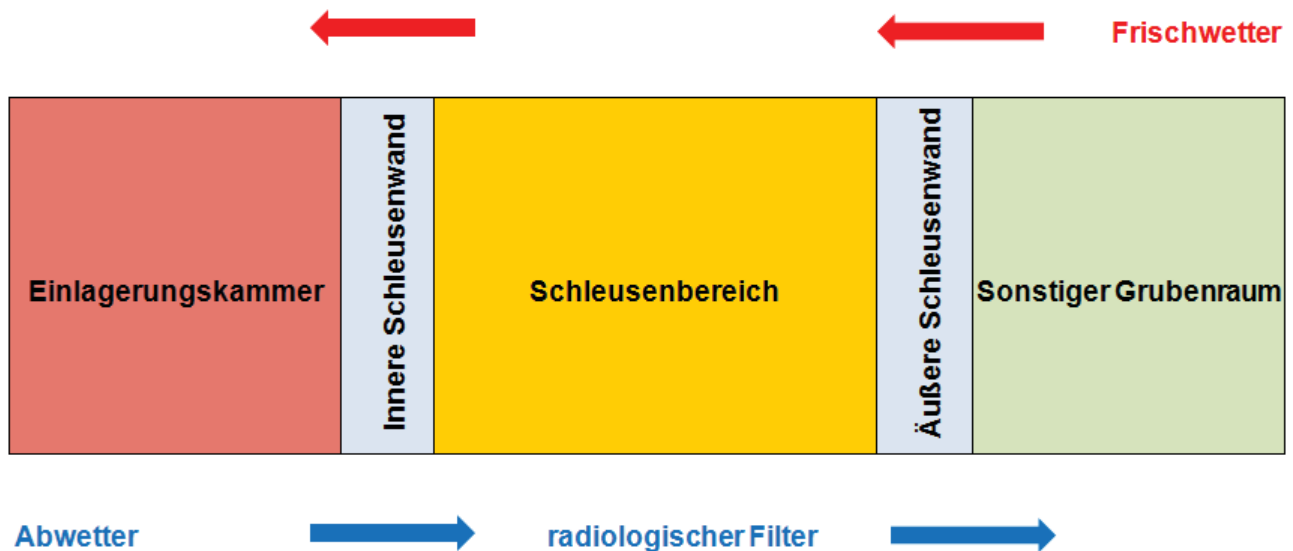 Frischwetter
Einlagerungskammer
Innere Schleusenwand
Schleusenbereich
Äußere Schleusenwand
Sonstiger Grubenraum
Abwetter
radiologischer Filter